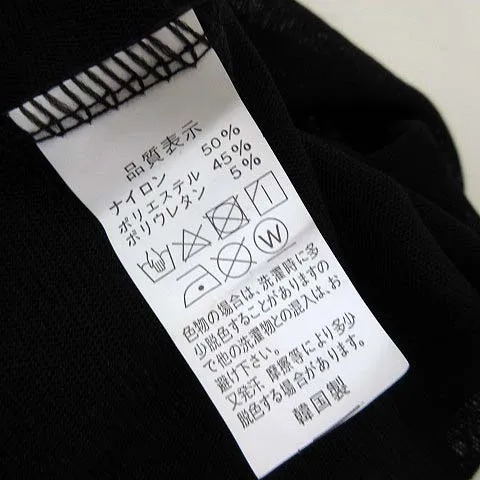 品質表示
ナイロン 50%
ポリエステル 45%
ポリウレタン 5%
W
色物の場合は、洗濯時に多
少脱色することがありますの
で他の洗濯物との混入は、お
避け下さい。
又発汗、摩擦等により多少
脱色する場合があります。
韓国製